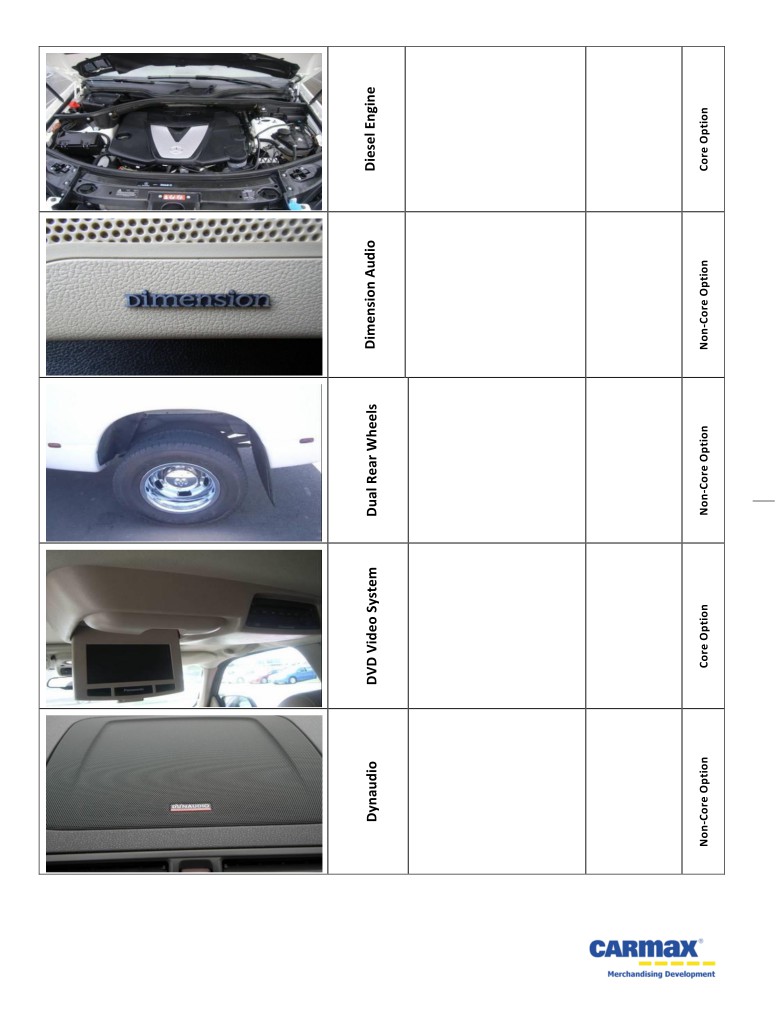 Diesel Engine
Core Option
Dimension
Dimension Audio
Non-Core Option
Dual Rear Wheels
Non-Core Option
DVD Video System
Core Option
DYNAUDIO
Dynaudio
Non-Core Option
CARMAX®
Merchandising Development